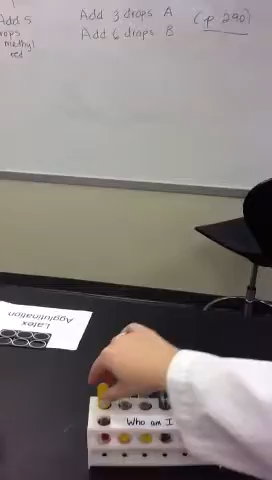 Add 5
drops
methyl
red
Add 3 drops A (p. 290)
Add 6 drops B
Latex
Agglutination
Who am I